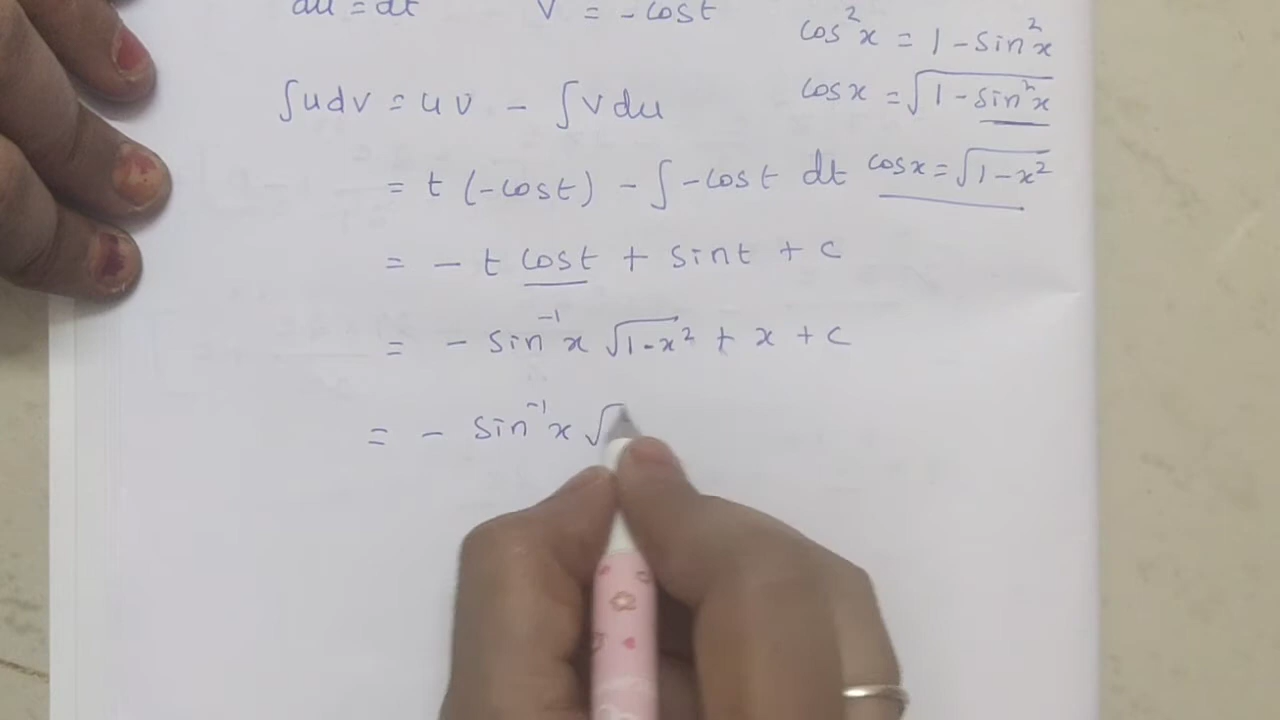 du = dt v = -cost
cos²x = 1 - sin²x
∫udv = uv - ∫vdu
cosx = √1 - sin²x
= t (-cost) - ∫-cost dt
cosx = √1-x²
= - t cost + sint + c
= - sin⁻¹x √1-x² + x + c
= - sin⁻¹x √